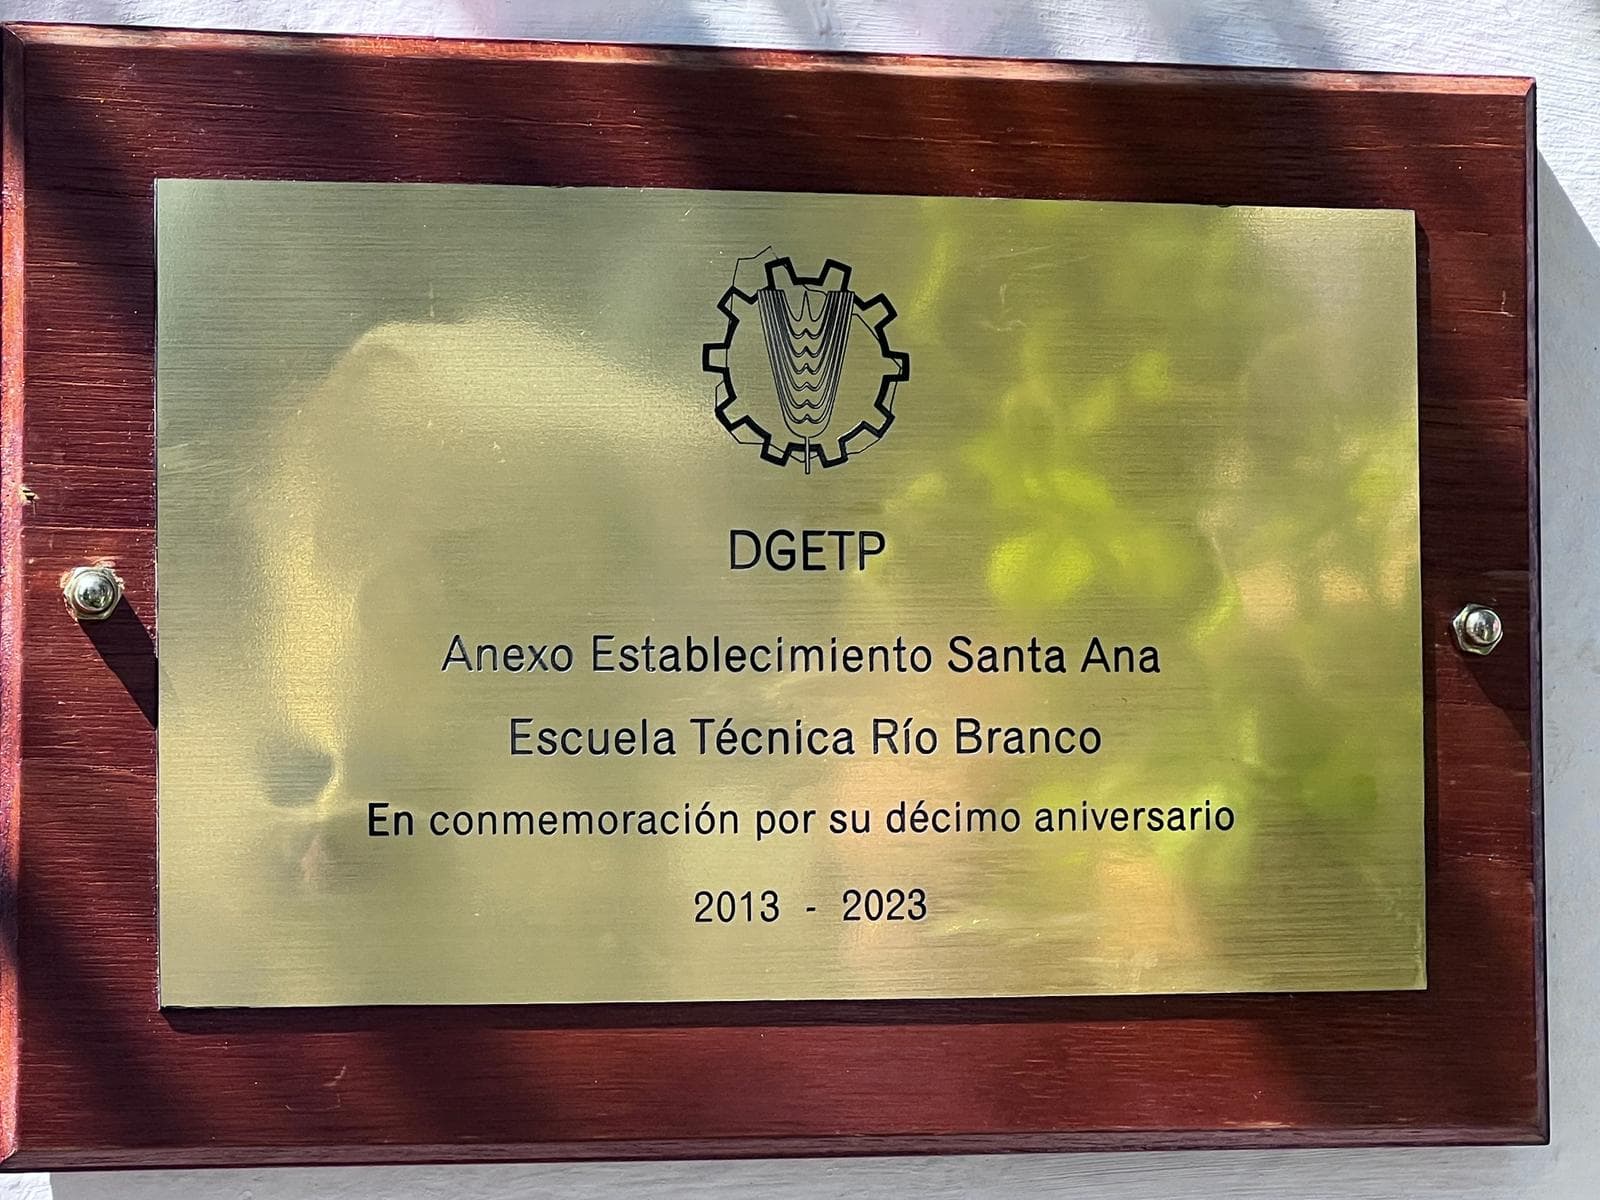 DGETP
Anexo Establecimiento Santa Ana
Escuela Técnica Río Branco
En conmemoración por su décimo aniversario
2013 - 2023